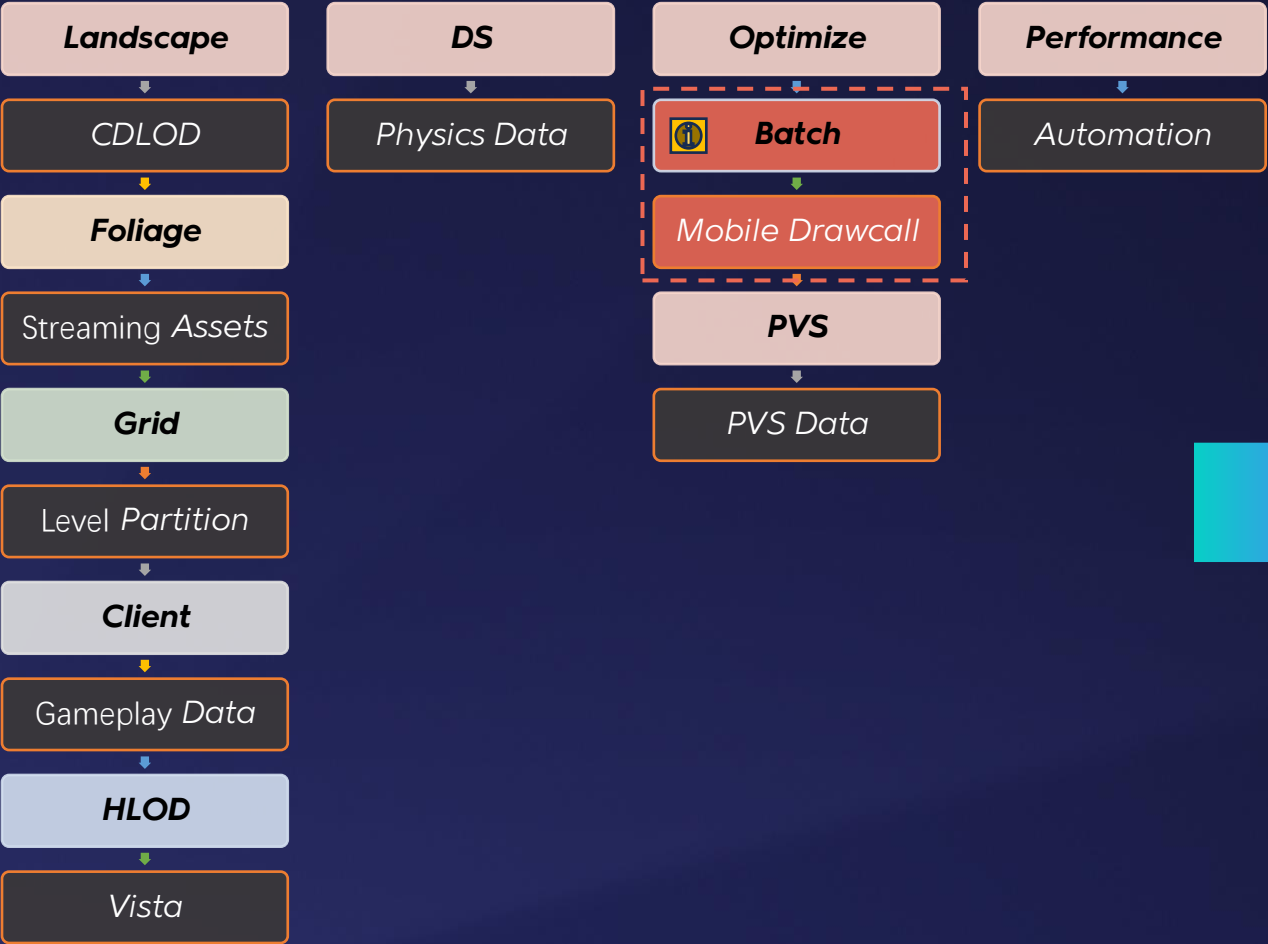 Landscape
CDLOD
Foliage
Streaming Assets
Grid
Level Partition
Client
Gameplay Data
HLOD
Vista
DS
Physics Data
Optimize
Batch
Mobile Drawcall
PVS
PVS Data
Performance
Automation